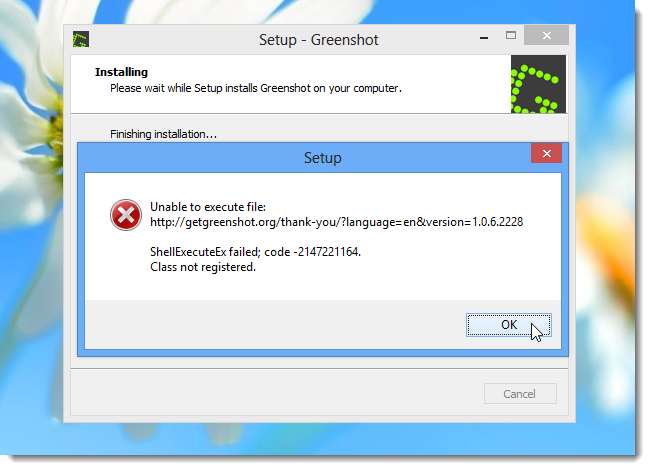 Setup - Greenshot
Installing
Please wait while Setup installs Greenshot on your computer.
Finishing installation...
Setup
Unable to execute file:
http://getgreenshot.org/thank-you/?language=en&version=1.0.6.2228
ShellExecuteEx failed; code -2147221164.
Class not registered.
OK
Cancel